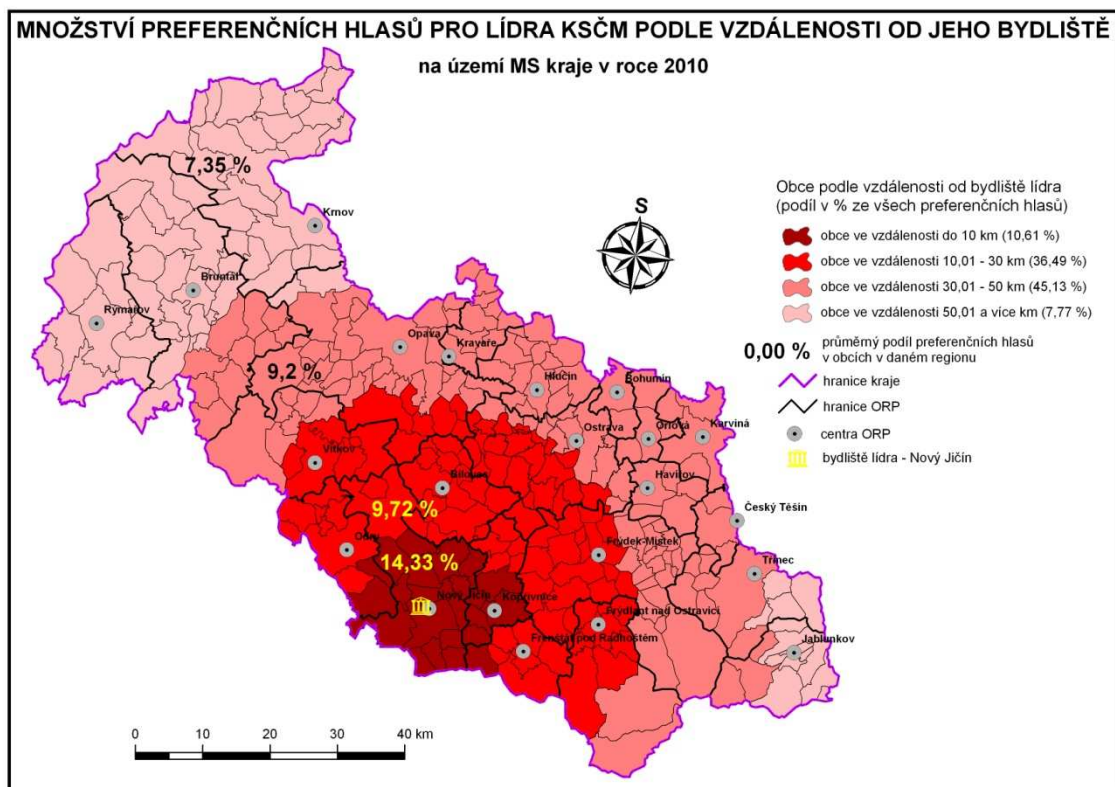 MNOŽSTVÍ PREFERENČNÍCH HLASŮ PRO LÍDRA KSČM PODLE VZDÁLENOSTI OD JEHO BYDLIŠTĚ
na území MS kraje v roce 2010
7,35 %
Krnov
Bruntál
Rýmařov
S
Obce podle vzdálenosti od bydliště lídra
(podíl v % ze všech preferenčních hlasů)
obce ve vzdálenosti do 10 km (10,61 %)
obce ve vzdálenosti 10,01 - 30 km (36,49 %)
obce ve vzdálenosti 30,01 - 50 km (45,13 %)
obce ve vzdálenosti 50,01 a více km (7,77 %)
0,00 %
průměrný podíl preferenčních hlasů
v obcích v daném regionu
hranice kraje
hranice ORP
centra ORP
bydliště lídra - Nový Jičín
Opava
Kravaře
9,2 %
Hlučín
Bohumín
Ostrava
Orlová
Karviná
Vítkov
Bílovec
Havířov
9,72 %
Český Těšín
Odry
Frýdek-Místek
14,33 %
Třinec
Nový Jičín
Kopřivnice
Frýdlant nad Ostravicí
Frenštát pod Radhoštěm
Jablunkov
0 10 20 30 40 km